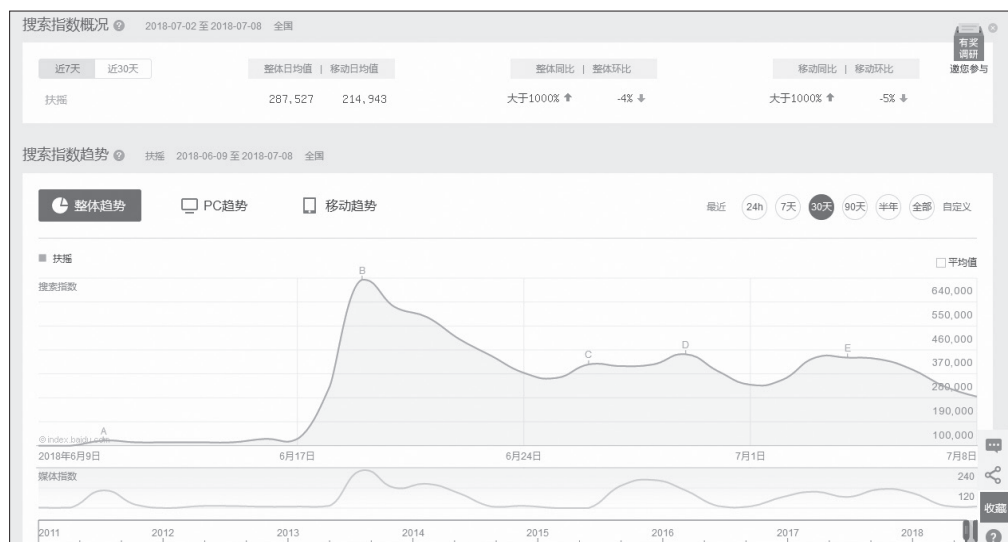 搜索指数概况 ? 2018-07-02 至 2018-07-08 全国
有奖
调研
邀您参与
近7天 近30天 整体日均值 | 移动日均值 整体同比 | 整体环比 移动同比 | 移动环比
扶摇 287,527 214,943 大于1000% ↑ -4% ↓ 大于1000% ↑ -5% ↓
搜索指数趋势 ? 扶摇 2018-06-09 至 2018-07-08 全国
整体趋势 PC趋势 移动趋势 最近 24h 7天 30天 90天 半年 全部 自定义
扶摇 平均值
搜索指数
640,000
550,000
460,000
370,000
280,000
190,000
100,000
A
B
C
D
E
©index.baidu.com
2018年6月9日 6月17日 6月24日 7月1日 7月8日
媒体指数 240
120
收藏
?
2011 2012 2013 2014 2015 2016 2017 2018